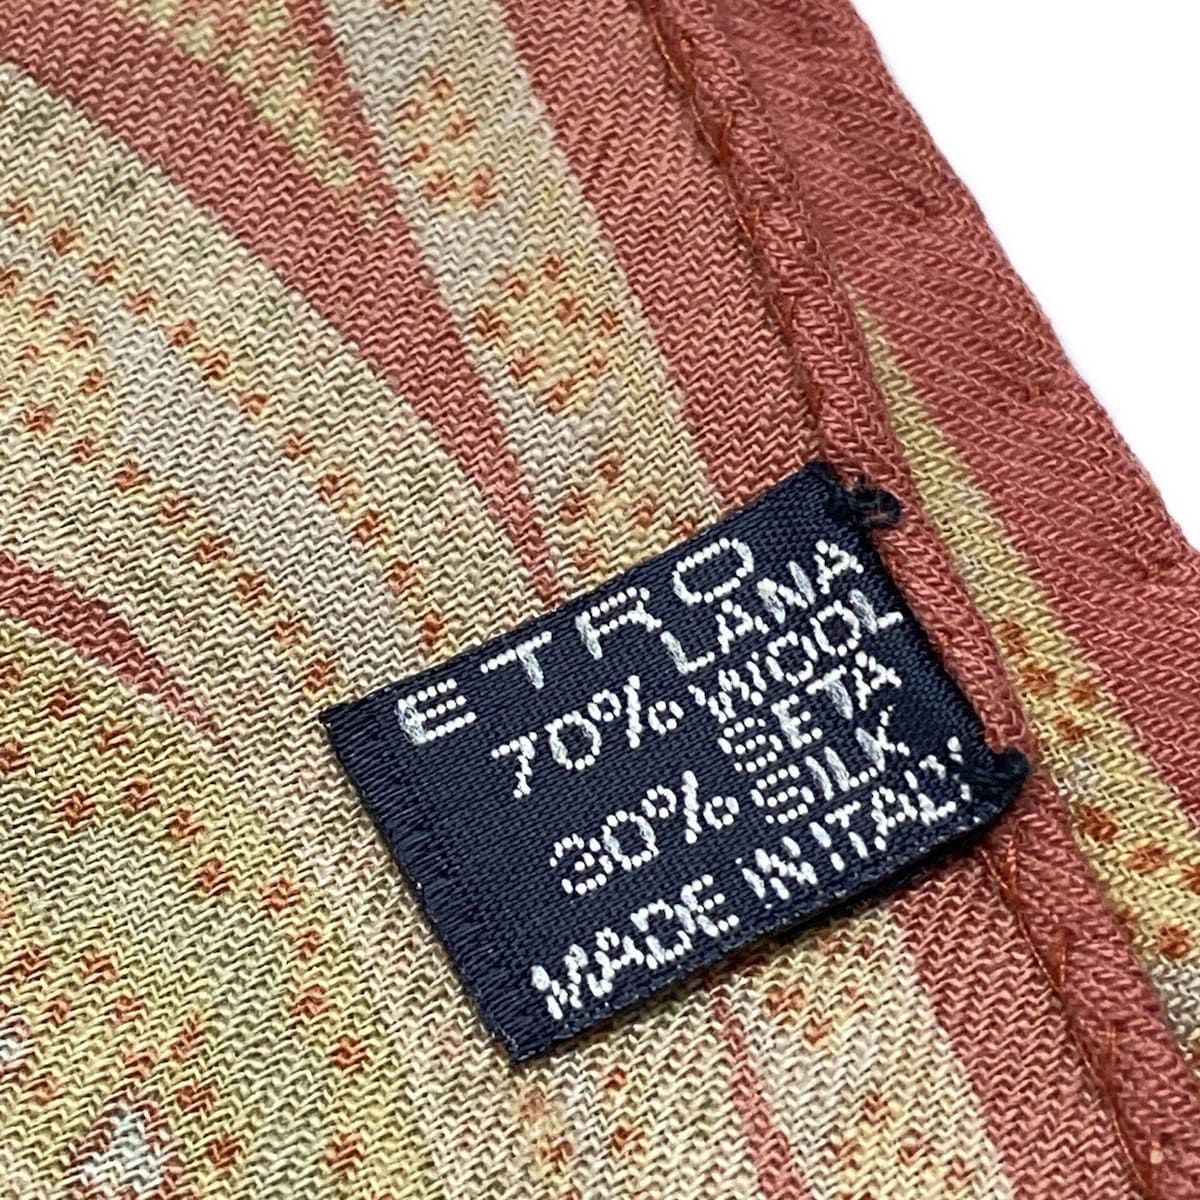 ETRO
70% LANA
WOOL
30% SETA
SILK
MADE IN ITALY